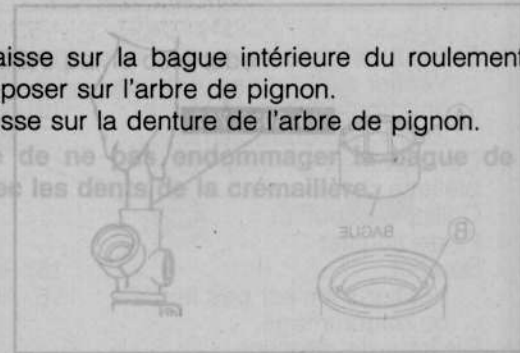 aisse sur la bague intérieure du roulement
poser sur l'arbre de pignon.
sse sur la denture de l'arbre de pignon.
de ne pas endommager la bague de
ec les dents de la crémaillère.
BAGUE
B